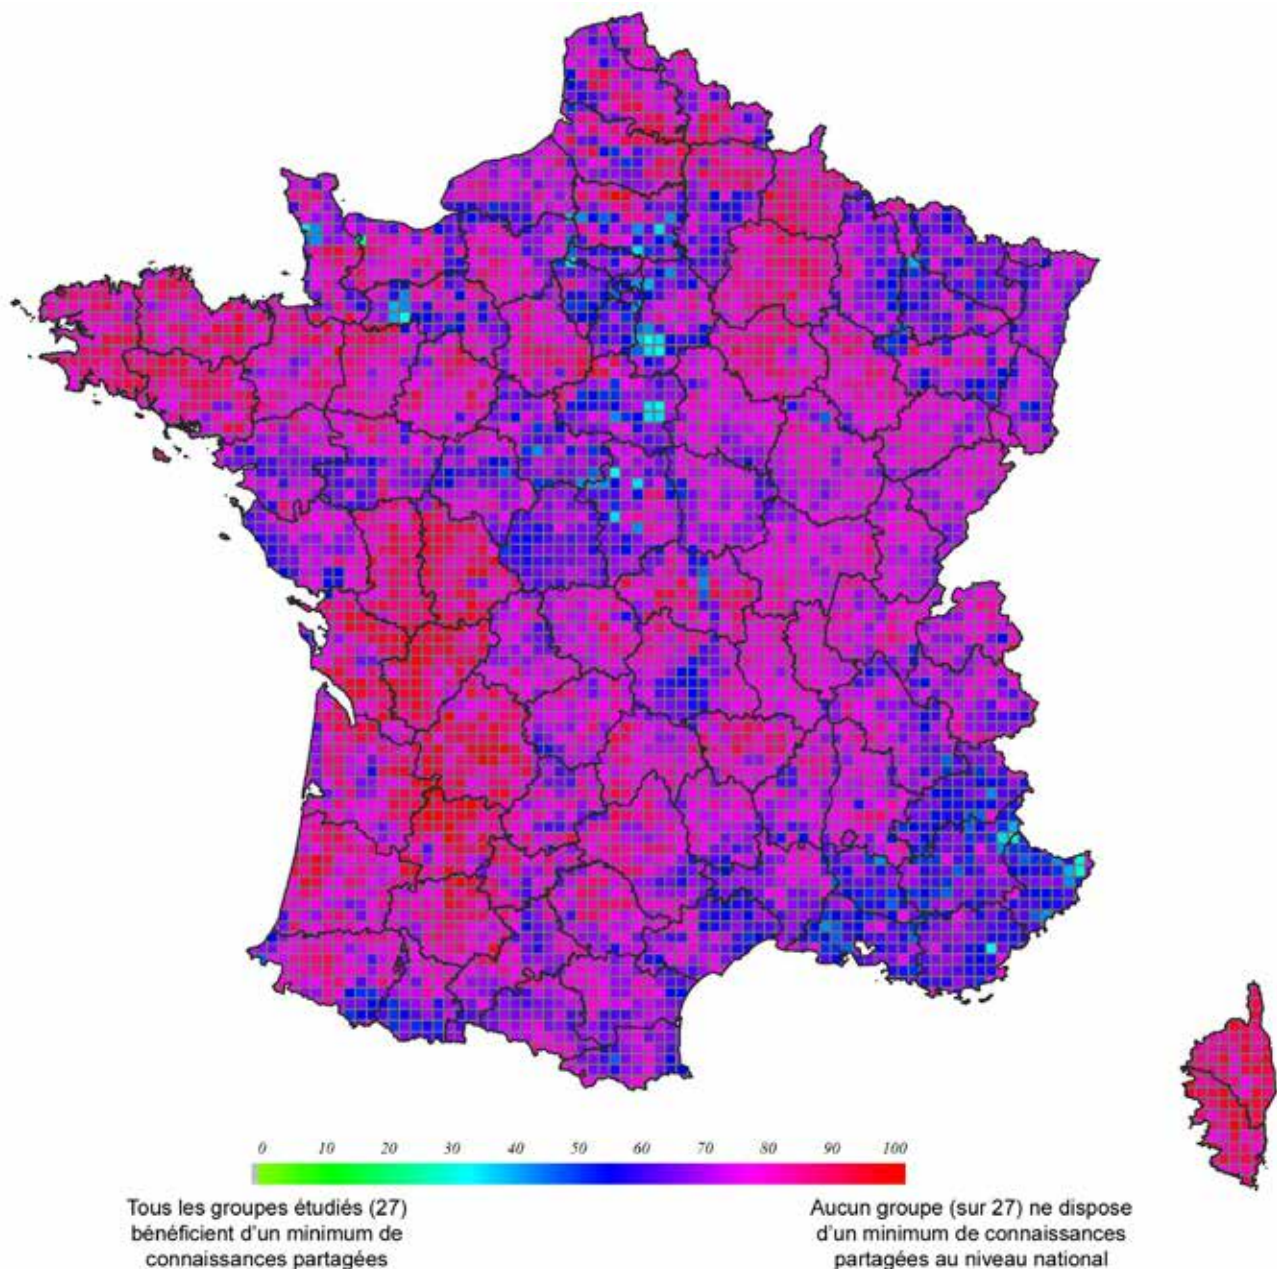 0 10 20 30 40 50 60 70 80 90 100
Tous les groupes étudiés (27)
bénéficient d'un minimum de
connaissances partagées
Aucun groupe (sur 27) ne dispose
d'un minimum de connaissances
partagées au niveau national